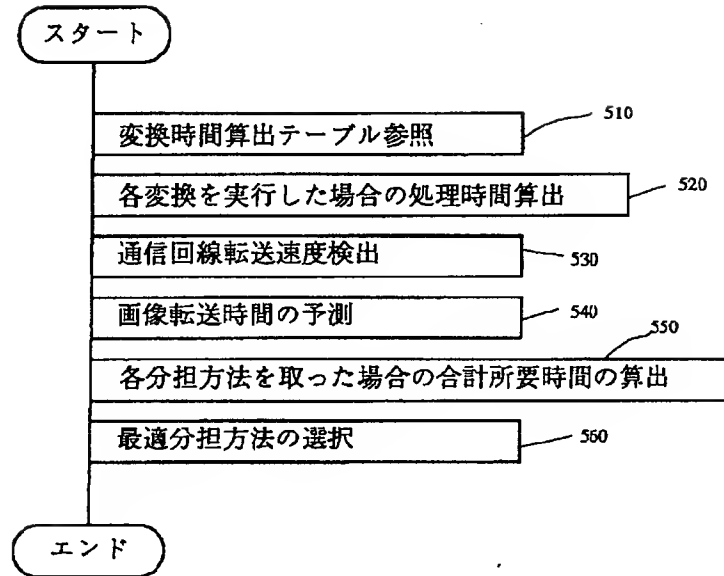 スタート
変換時間算出テーブル参照
510
各変換を実行した場合の処理時間算出
520
通信回線転送速度検出
530
画像転送時間の予測
540
550
各分担方法を取った場合の合計所要時間の算出
最適分担方法の選択
560
エンド